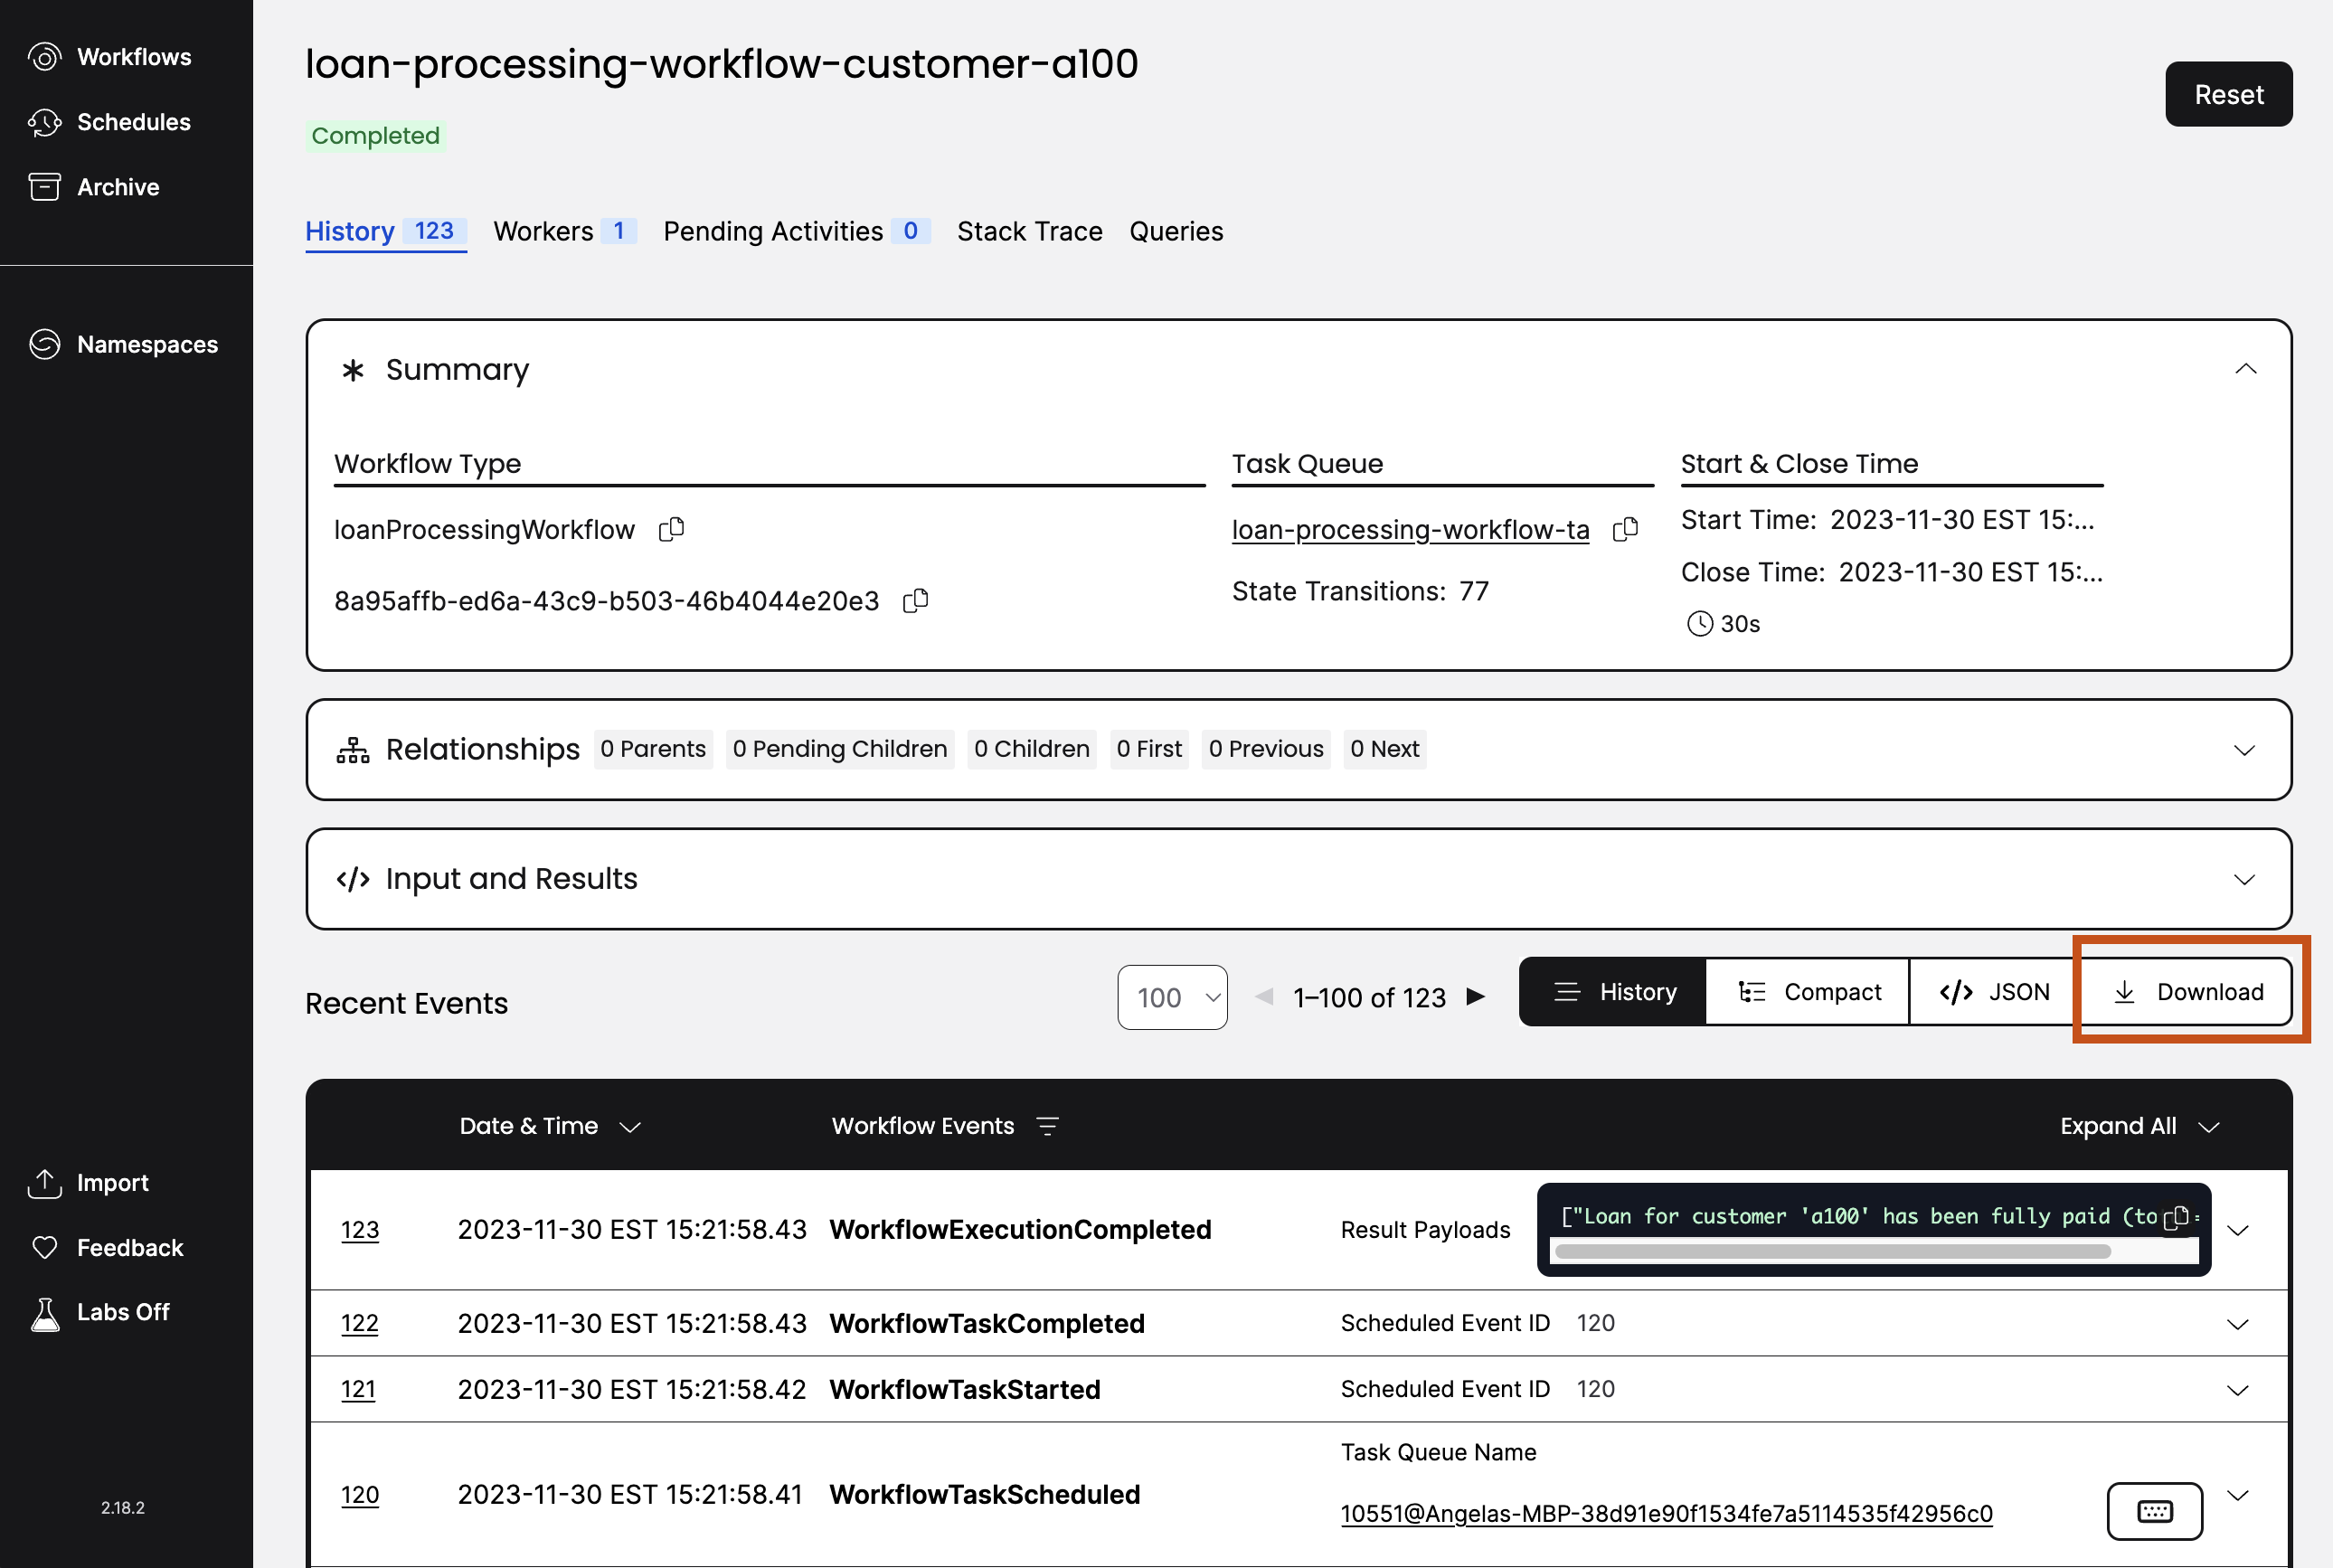 Workflows
Schedules
Archive
Namespaces
Import
Feedback
Labs Off
2.18.2
loan-processing-workflow-customer-a100
Reset
Completed
History 123 Workers 1 Pending Activities 0 Stack Trace Queries
Summary
Workflow Type Task Queue Start & Close Time
loanProcessingWorkflow loan-processing-workflow-ta Start Time: 2023-11-30 EST 15:...
8a95affb-ed6a-43c9-b503-46b4044e20e3 State Transitions: 77 Close Time: 2023-11-30 EST 15:...
30s
Relationships 0 Parents 0 Pending Children 0 Children 0 First 0 Previous 0 Next
</> Input and Results
Recent Events 100 1–100 of 123 History Compact </> JSON Download
Date & Time Workflow Events Expand All
123 2023-11-30 EST 15:21:58.43 WorkflowExecutionCompleted Result Payloads ["Loan for customer 'a100' has been fully paid (to
122 2023-11-30 EST 15:21:58.43 WorkflowTaskCompleted Scheduled Event ID 120
121 2023-11-30 EST 15:21:58.42 WorkflowTaskStarted Scheduled Event ID 120
Task Queue Name
120 2023-11-30 EST 15:21:58.41 WorkflowTaskScheduled
10551@Angelas-MBP-38d91e90f1534fe7a5114535f42956c0